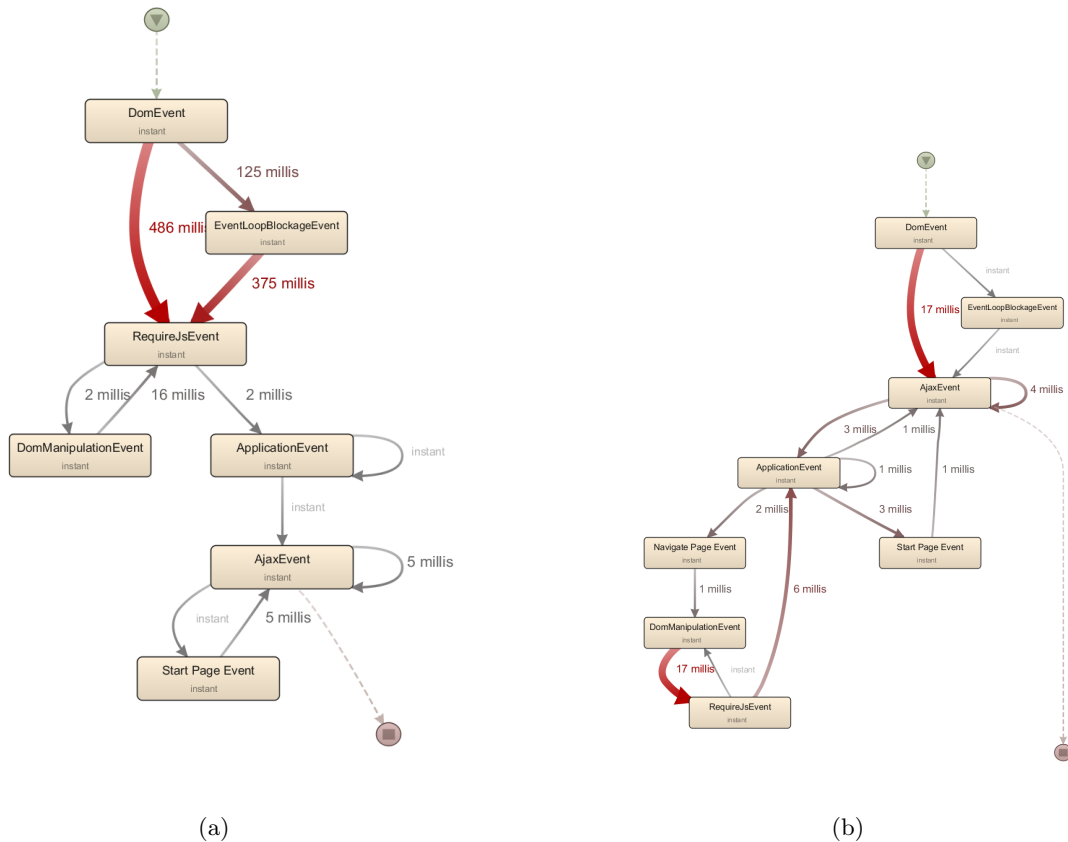 DomEvent
instant
125 millis
EventLoopBlockageEvent
instant
486 millis
375 millis
RequireJsEvent
instant
2 millis
16 millis
2 millis
DomManipulationEvent
instant
ApplicationEvent
instant
instant
instant
AjaxEvent
instant
5 millis
instant
5 millis
Start Page Event
instant
(a)
DomEvent
instant
instant
17 millis
EventLoopBlockageEvent
instant
instant
AjaxEvent
instant
4 millis
3 millis
1 millis
ApplicationEvent
instant
1 millis
1 millis
2 millis
3 millis
Navigate Page Event
instant
Start Page Event
instant
1 millis
6 millis
DomManipulationEvent
instant
17 millis
instant
RequireJsEvent
instant
(b)